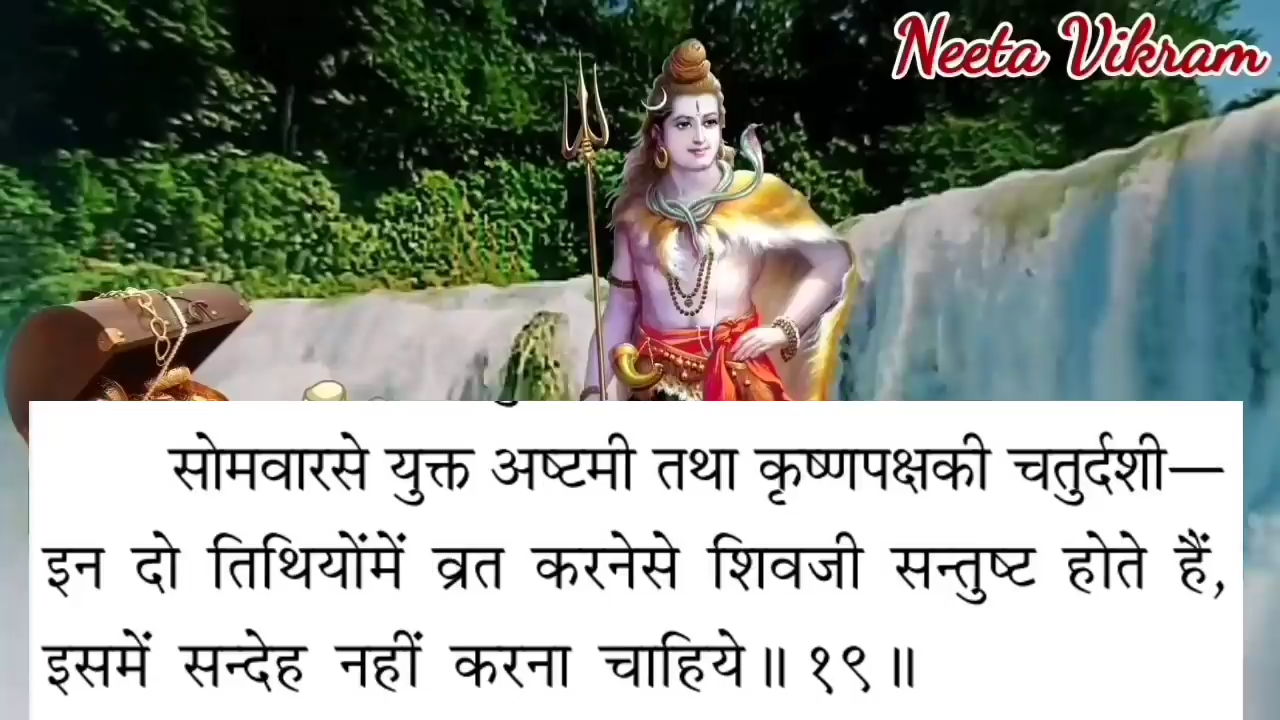 Neeta Vikram
सोमवारसे युक्त अष्टमी तथा कृष्णपक्षकी चतुर्दशी—
इन दो तिथियोंमें व्रत करनेसे शिवजी सन्तुष्ट होते हैं,
इसमें सन्देह नहीं करना चाहिये॥ १९॥